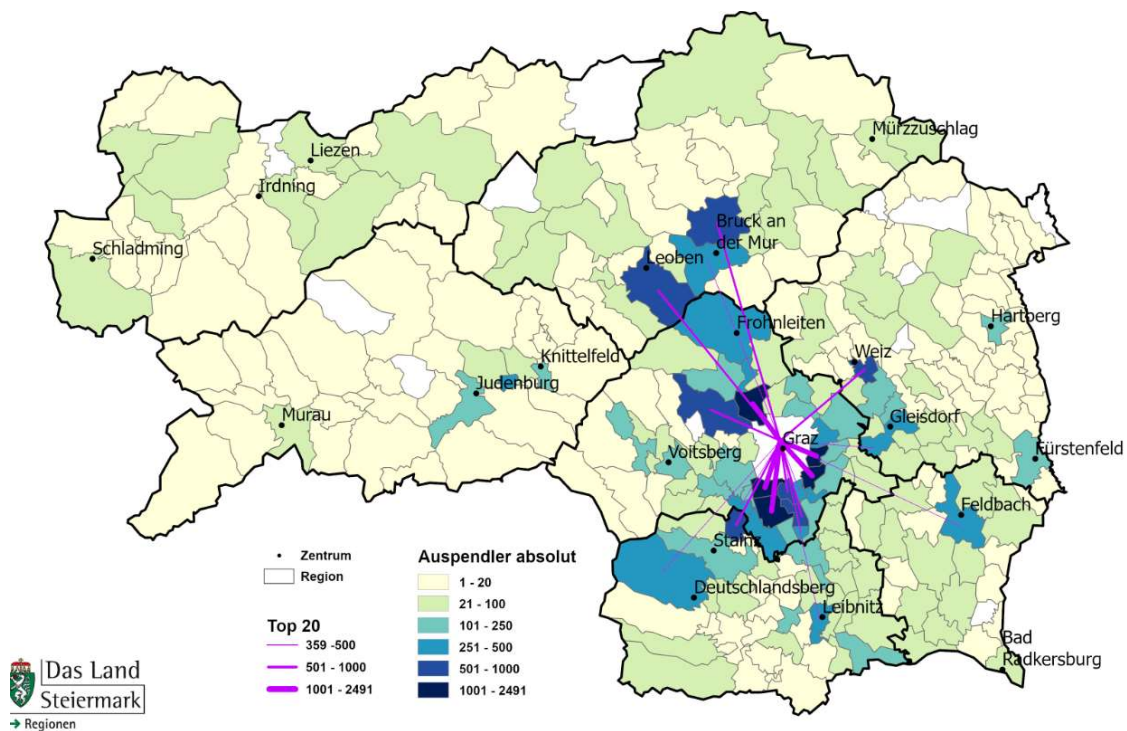 Mürzzuschlag
Liezen
Irdning
Schladming
Bruck an
der Mur
Leoben
Frohnleiten
Hartberg
Weiz
Knittelfeld
Judenburg
Murau
Gleisdorf
Graz
Voitsberg
Fürstenfeld
Feldbach
Stainz
Deutschlandsberg
Leibnitz
Bad
Radkersburg
Zentrum
Region
Top 20
359 -500
501 - 1000
1001 - 2491
Auspendler absolut
1 - 20
21 - 100
101 - 250
251 - 500
501 - 1000
1001 - 2491
Das Land
Steiermark
→ Regionen